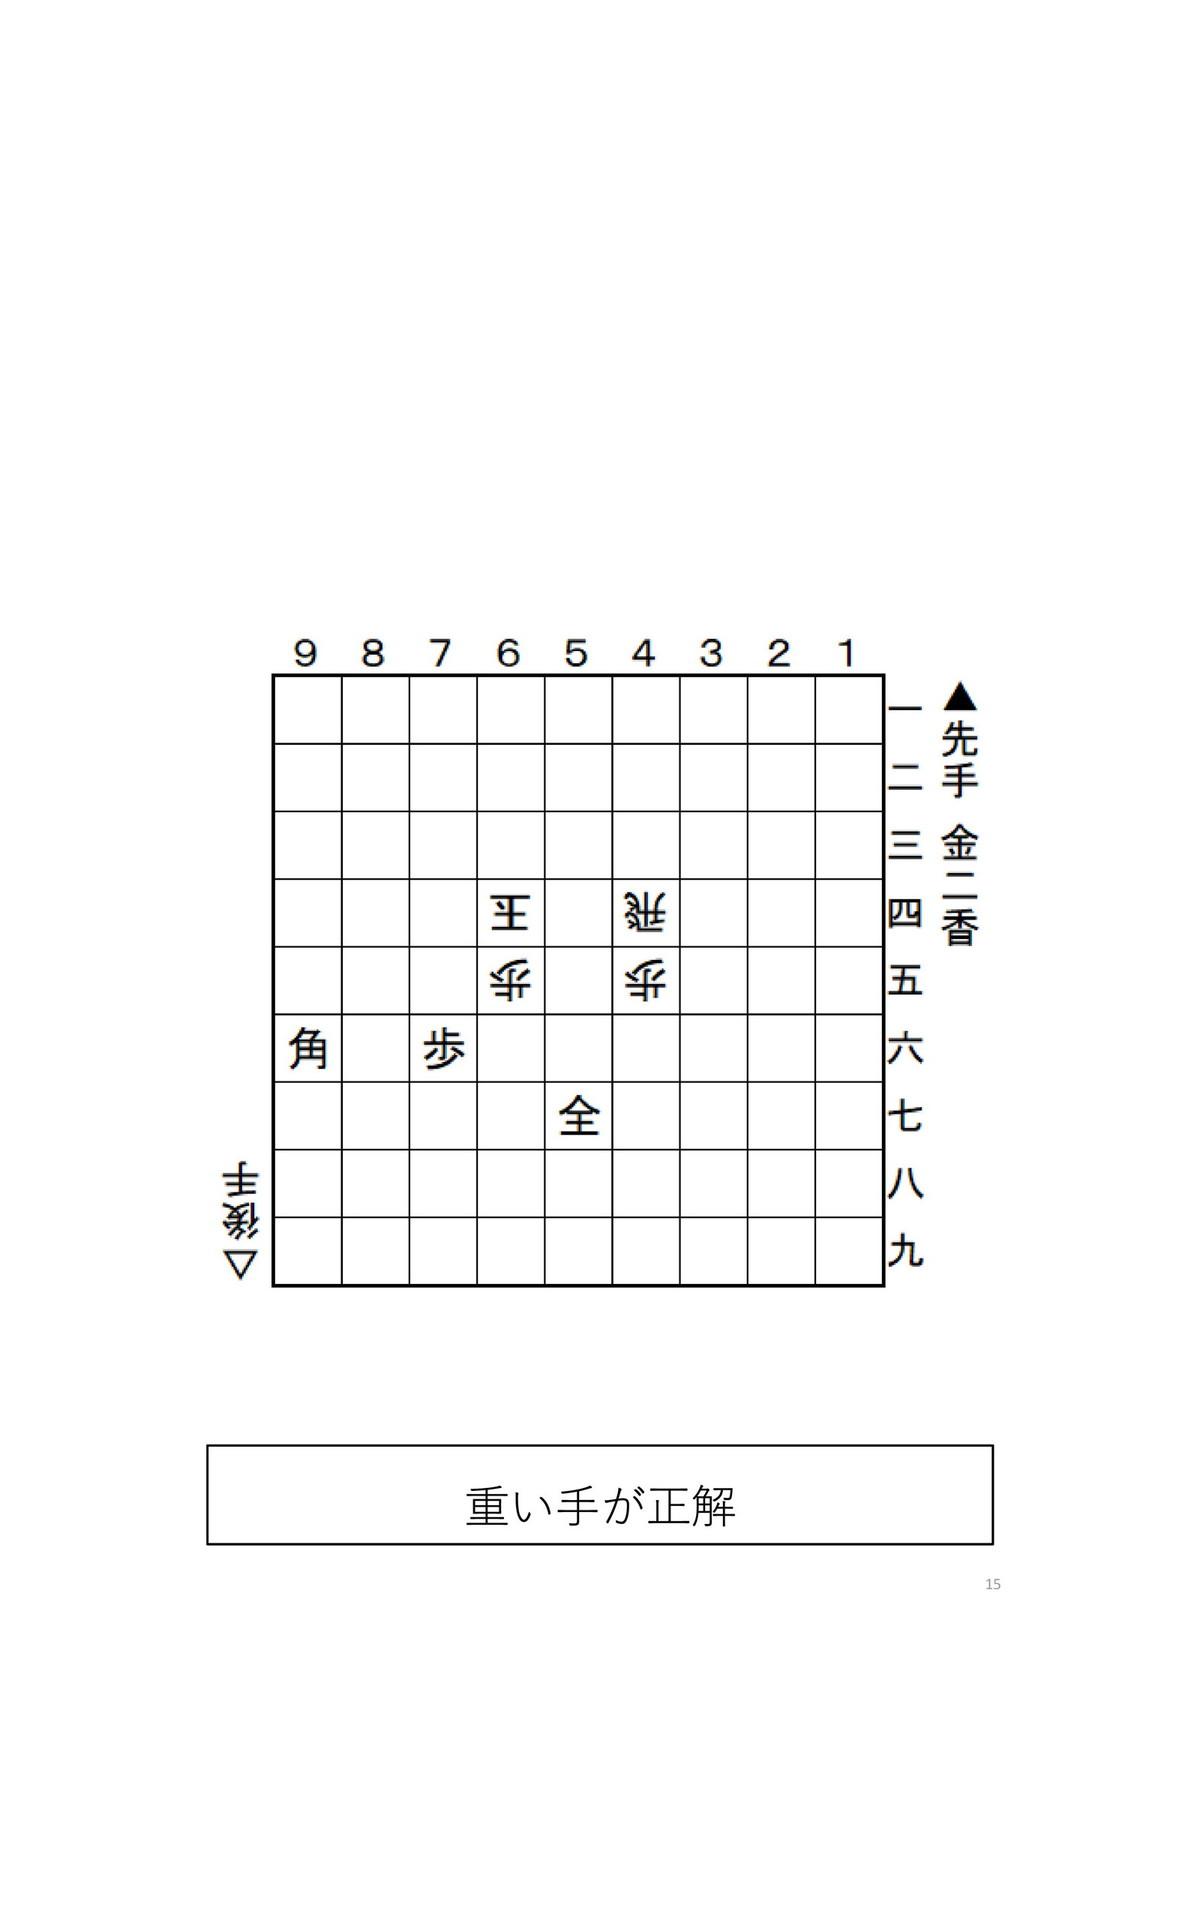 9 8 7 6 5 4 3 2 1
▲先手 金二香
王 飛 四
歩 歩 五
角 歩 六
全 七
一
二
三
八
九
△後手
重い手が正解
15